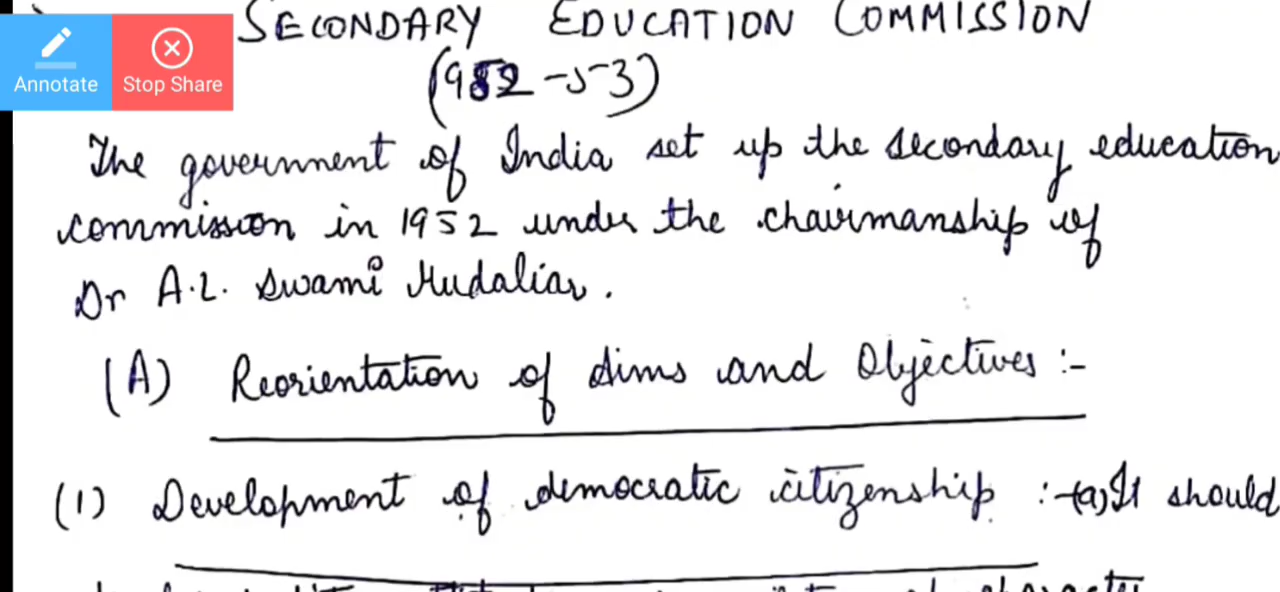 SECONDARY EDUCATION COMMISSION
Annotate
Stop Share
(1952-53)
The government of India set up the secondary education
commission in 1952 under the chairmanship of
Dr A.L. Swami Mudaliar.
(A) Reorientation of Aims and Objectives :-
(1) Development of democratic citizenship :-(a) It should
character